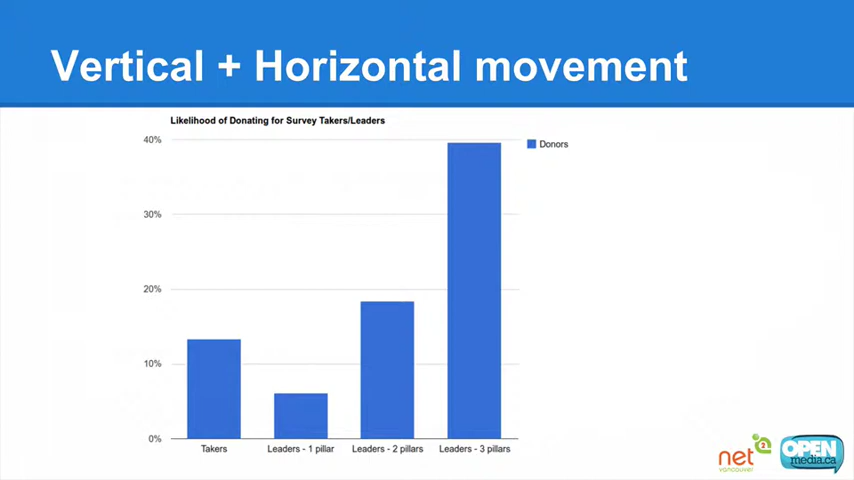 Vertical + Horizontal movement
Likelihood of Donating for Survey Takers/Leaders
40%
Donors
30%
20%
10%
0%
Takers
Leaders - 1 pillar
Leaders - 2 pillars
Leaders - 3 pillars
net 2
vancouver
OPEN
media.ca